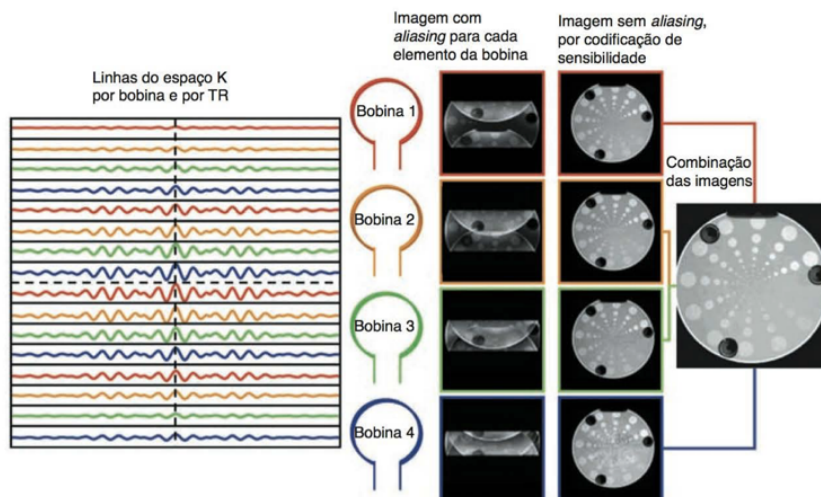 Linhas do espaço K
por bobina e por TR
Imagem com
aliasing para cada
elemento da bobina
Imagem sem aliasing,
por codificação de
sensibilidade
Bobina 1
Bobina 2
Bobina 3
Bobina 4
Combinação
das imagens